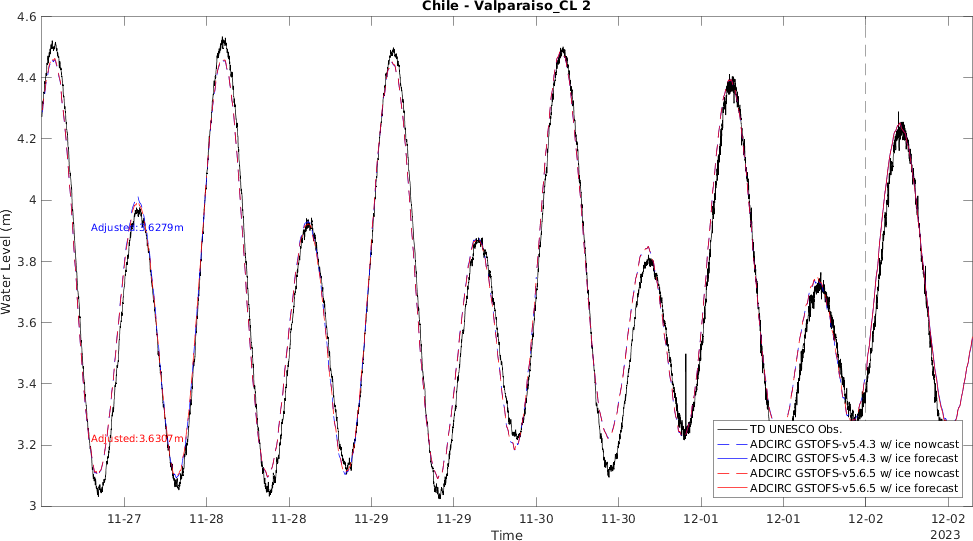 Chile - Valparaiso_CL 2
4.6
4.4
4.2
4
3.8
3.6
3.4
3.2
3
Water Level (m)
Adjusted:3.6279m
Adjusted:3.6307m
TD UNESCO Obs.
ADCIRC GSTOFS-v5.4.3 w/ ice nowcast
ADCIRC GSTOFS-v5.4.3 w/ ice forecast
ADCIRC GSTOFS-v5.6.5 w/ ice nowcast
ADCIRC GSTOFS-v5.6.5 w/ ice forecast
11-27 11-28 11-28 11-29 11-29 11-30 11-30 12-01 12-01 12-02 12-02
Time
2023